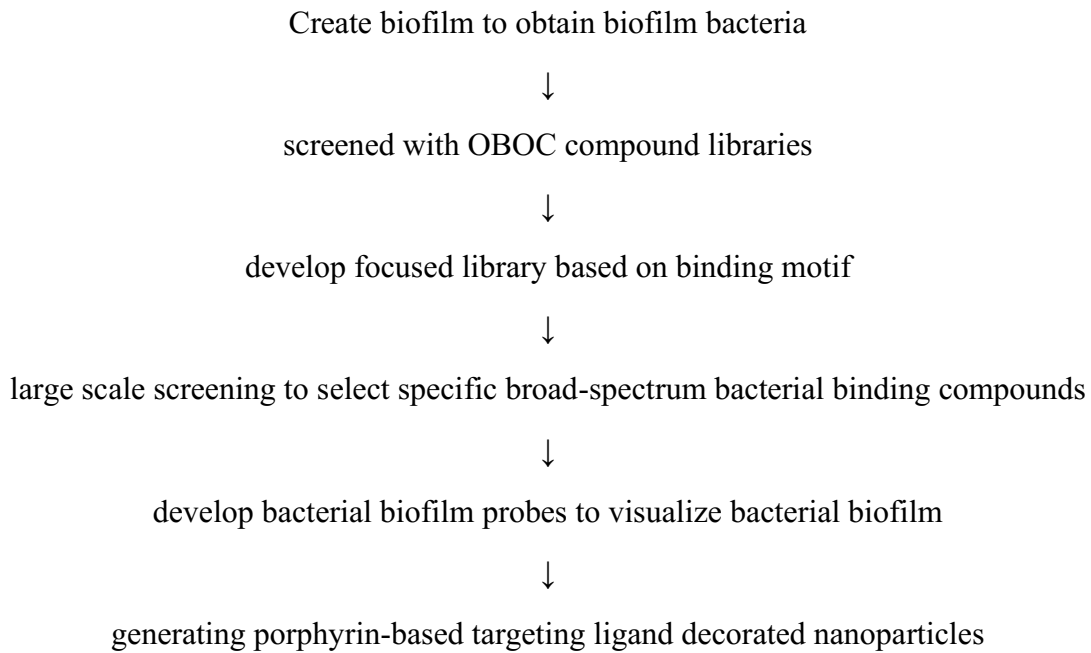 Create biofilm to obtain biofilm bacteria
↓
screened with OBOC compound libraries
↓
develop focused library based on binding motif
↓
large scale screening to select specific broad-spectrum bacterial binding compounds
↓
develop bacterial biofilm probes to visualize bacterial biofilm
↓
generating porphyrin-based targeting ligand decorated nanoparticles